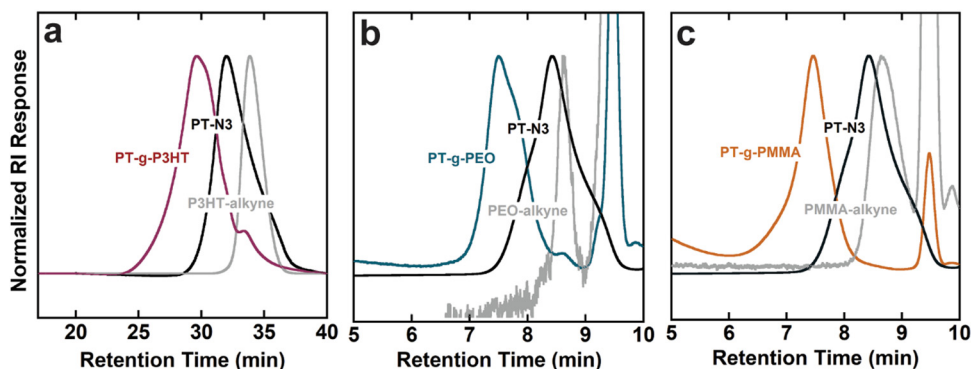 Normalized RI Response
a
PT-N3
PT-g-P3HT
P3HT-alkyne
20 25 30 35 40
Retention Time (min)
b
PT-N3
PT-g-PEO
PEO-alkyne
5 6 7 8 9 10
Retention Time (min)
c
PT-N3
PT-g-PMMA
PMMA-alkyne
5 6 7 8 9 10
Retention Time (min)